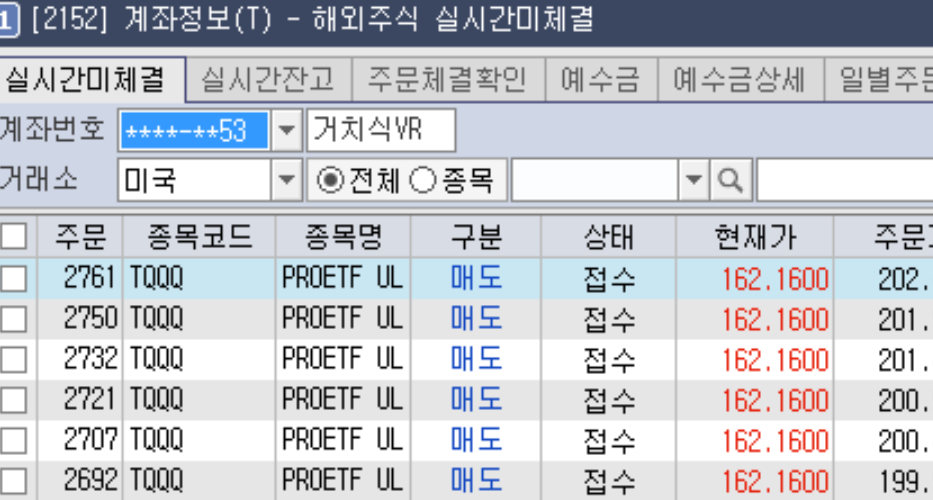 1 [2152] 계좌정보(T) - 해외주식 실시간미체결
실시간미체결 실시간잔고 주문체결확인 예수금 예수금상세 일별주문
계좌번호 ****-**53 거치식VR
거래소 미국 전체 종목
주문 종목코드 종목명 구분 상태 현재가 주문
2761 TQQQ PROETF UL 매도 접수 162.1600 202.
2750 TQQQ PROETF UL 매도 접수 162.1600 201.
2732 TQQQ PROETF UL 매도 접수 162.1600 201.
2721 TQQQ PROETF UL 매도 접수 162.1600 200.
2707 TQQQ PROETF UL 매도 접수 162.1600 200.
2692 TQQQ PROETF UL 매도 접수 162.1600 199.